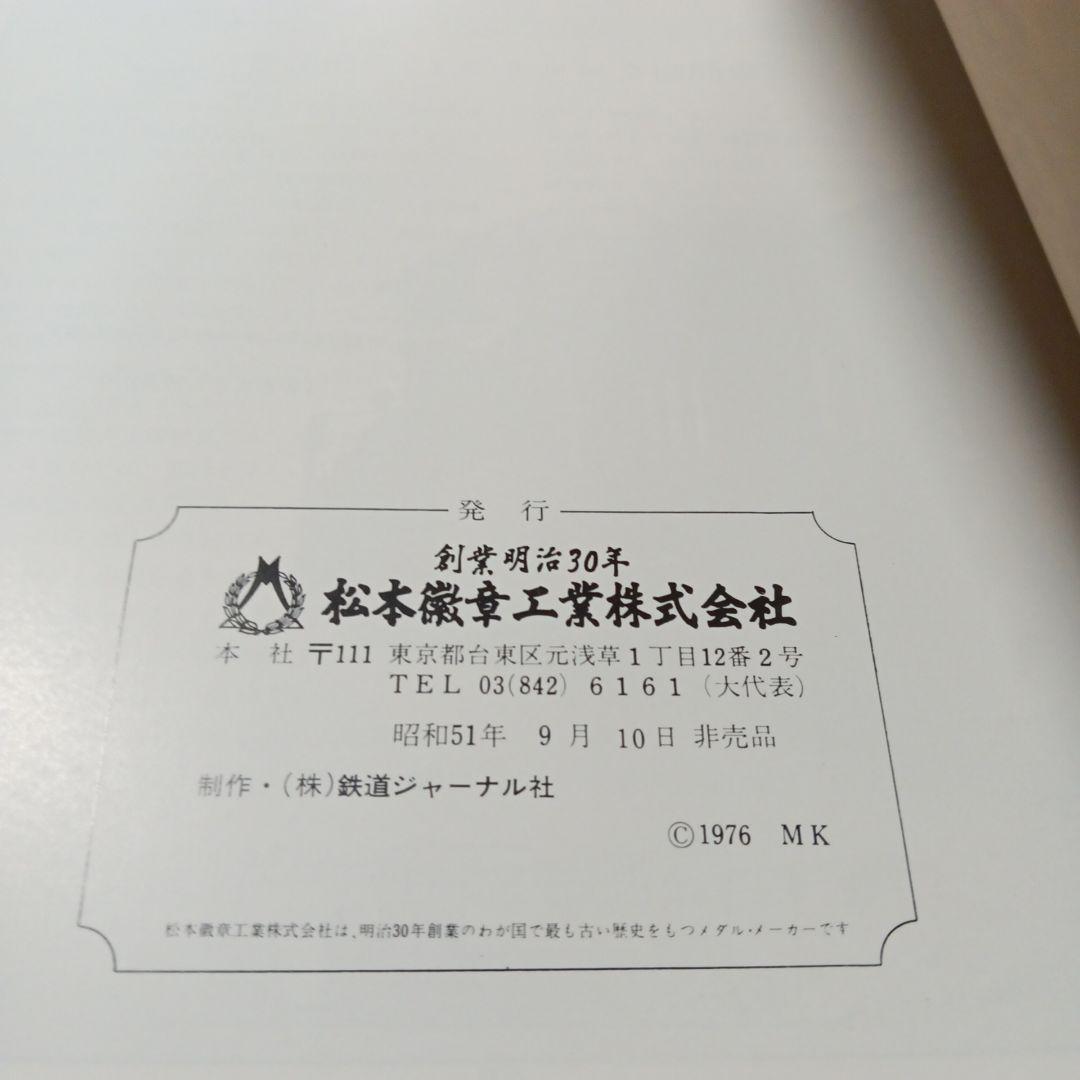 発 行
創業明治30年
松本徽章工業株式会社
本 社 〒111 東京都台東区元浅草1丁目12番2号
TEL 03(842) 6161 (大代表)
昭和51年 9月 10日 非売品
制作・(株)鉄道ジャーナル社
©1976 MK
松本徽章工業株式会社は、明治30年創業のわが国で最も古い歴史をもつメダル・メーカーです